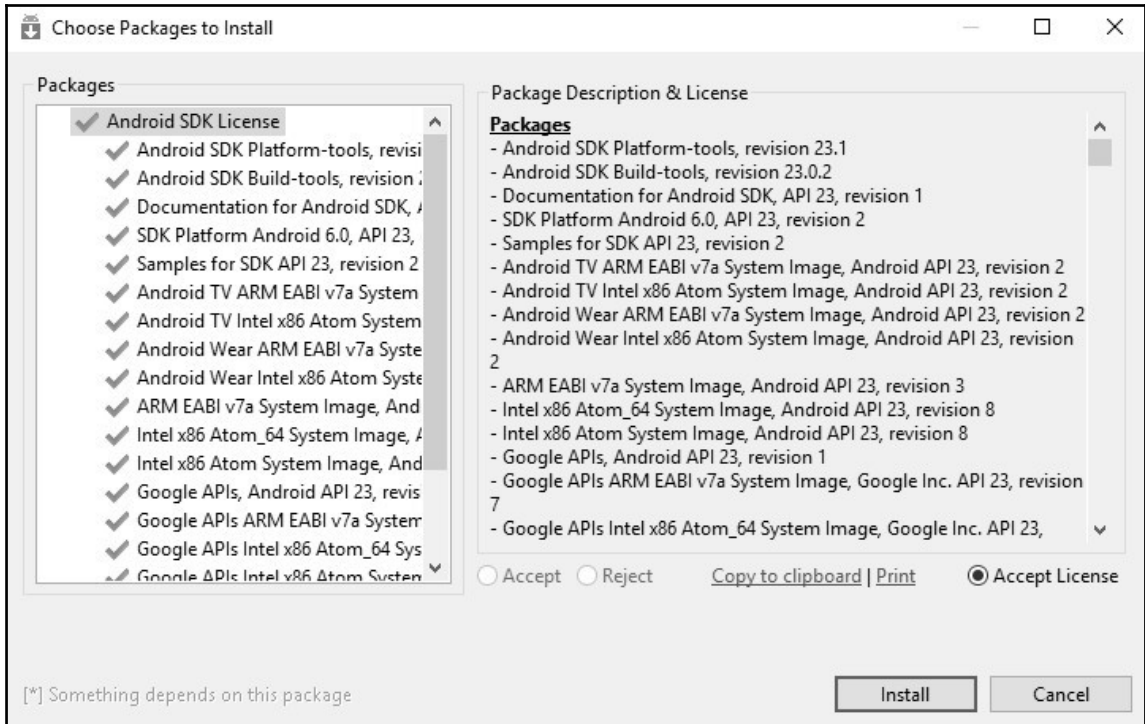 Choose Packages to Install
Packages
Android SDK License
Android SDK Platform-tools, revisi
Android SDK Build-tools, revision
Documentation for Android SDK,
SDK Platform Android 6.0, API 23,
Samples for SDK API 23, revision 2
Android TV ARM EABI v7a System
Android TV Intel x86 Atom System
Android Wear ARM EABI v7a Syste
Android Wear Intel x86 Atom Syste
ARM EABI v7a System Image, And
Intel x86 Atom_64 System Image,
Intel x86 Atom System Image, And
Google APIs, Android API 23, revis
Google APIs ARM EABI v7a System
Google APIs Intel x86 Atom_64 Sys
Google APIs Intel x86 Atom System
Package Description & License
Packages
- Android SDK Platform-tools, revision 23.1
- Android SDK Build-tools, revision 23.0.2
- Documentation for Android SDK, API 23, revision 1
- SDK Platform Android 6.0, API 23, revision 2
- Samples for SDK API 23, revision 2
- Android TV ARM EABI v7a System Image, Android API 23, revision 2
- Android TV Intel x86 Atom System Image, Android API 23, revision 2
- Android Wear ARM EABI v7a System Image, Android API 23, revision 2
- Android Wear Intel x86 Atom System Image, Android API 23, revision
2
- ARM EABI v7a System Image, Android API 23, revision 3
- Intel x86 Atom_64 System Image, Android API 23, revision 8
- Intel x86 Atom System Image, Android API 23, revision 8
- Google APIs, Android API 23, revision 1
- Google APIs ARM EABI v7a System Image, Google Inc. API 23, revision
7
- Google APIs Intel x86 Atom_64 System Image, Google Inc. API 23,
Accept Reject Copy to clipboard | Print Accept License
[*] Something depends on this package
Install Cancel